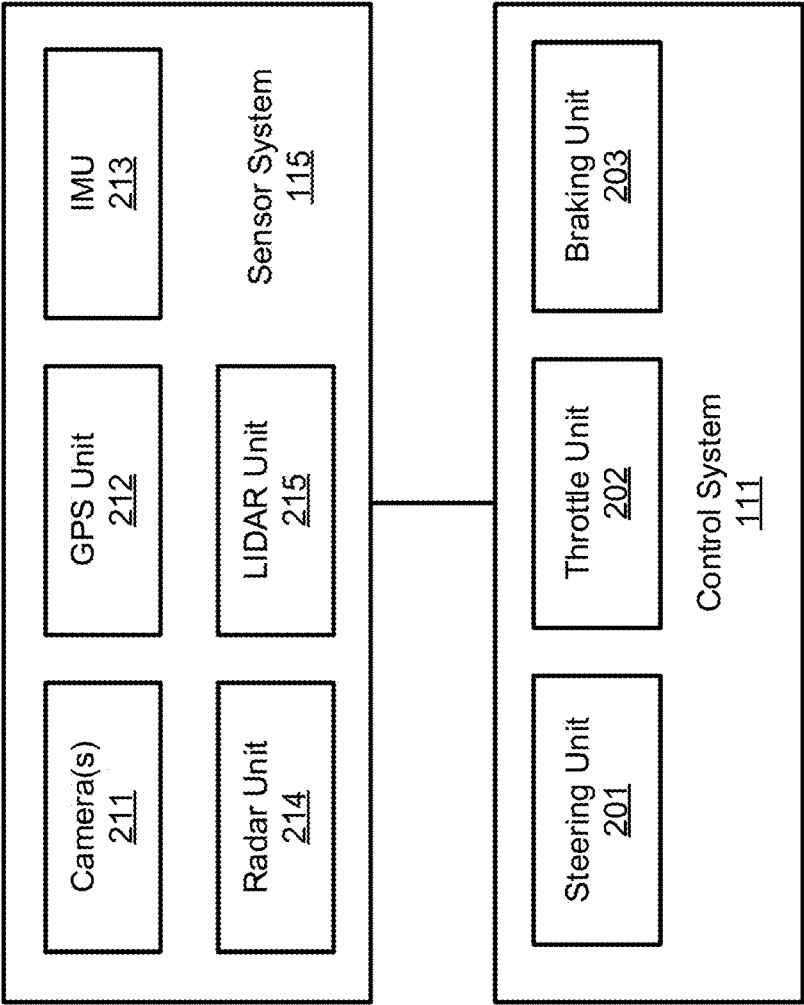 Camera(s)
211
GPS Unit
212
IMU
213
Radar Unit
214
LIDAR Unit
215
Sensor System
115
Steering Unit
201
Throttle Unit
202
Braking Unit
203
Control System
111